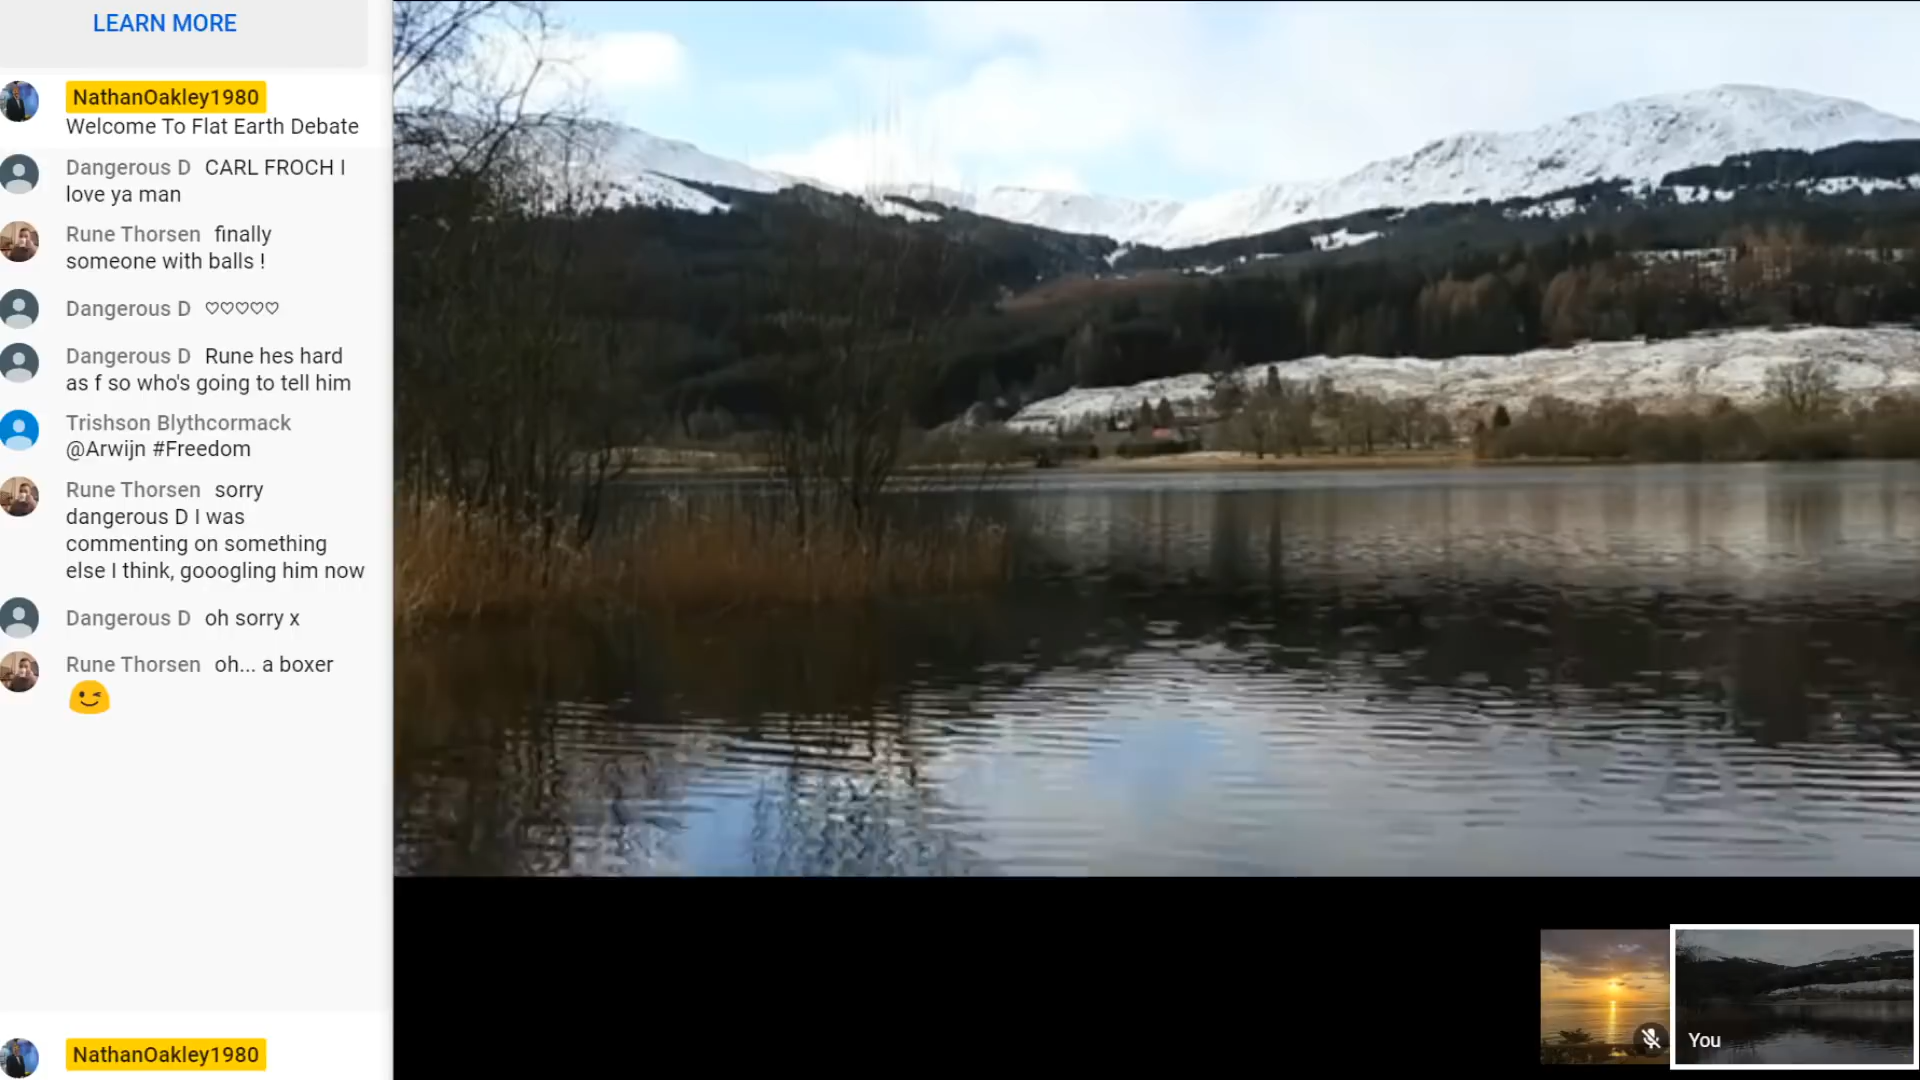 LEARN MORE
NathanOakley1980
Welcome To Flat Earth Debate
Dangerous D CARL FROCH I
love ya man
Rune Thorsen finally
someone with balls !
Dangerous D ♡♡♡♡♡
Dangerous D Rune hes hard
as f so who's going to tell him
Trishson Blythcormack
@Arwijn #Freedom
Rune Thorsen sorry
dangerous D I was
commenting on something
else I think, gooogling him now
Dangerous D oh sorry x
Rune Thorsen oh... a boxer
😉
NathanOakley1980
You